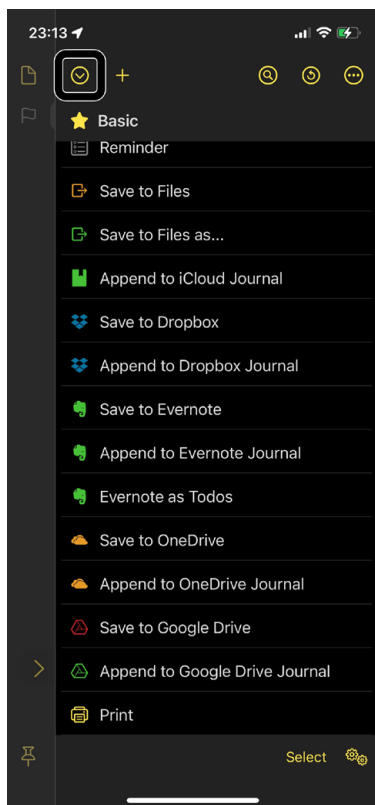 23:13
Basic
Reminder
Save to Files
Save to Files as...
Append to iCloud Journal
Save to Dropbox
Append to Dropbox Journal
Save to Evernote
Append to Evernote Journal
Evernote as Todos
Save to OneDrive
Append to OneDrive Journal
Save to Google Drive
Append to Google Drive Journal
Print
Select